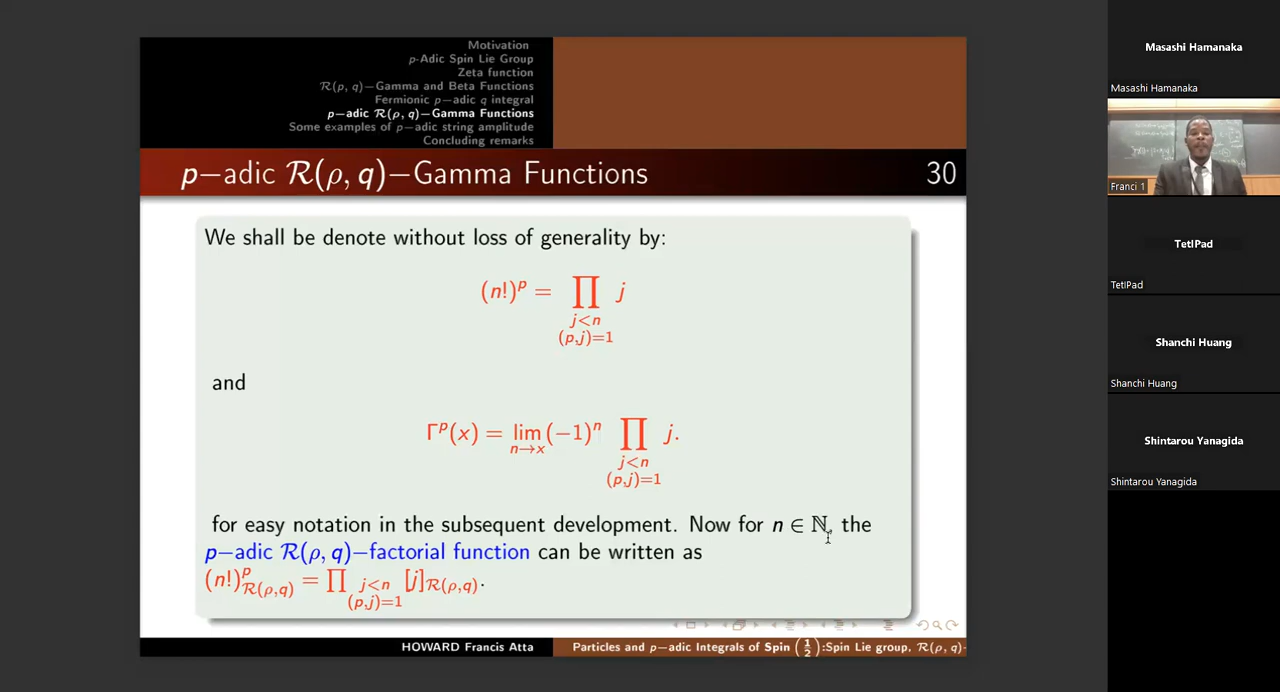 Motivation
p-Adic Spin Lie Group
Zeta function
ℛ(p, q)−Gamma and Beta Functions
Fermionic p−adic q integral
p−adic ℛ(ρ, q)−Gamma Functions
Some examples of p−adic string amplitude
Concluding remarks
p−adic ℛ(ρ, q)−Gamma Functions 30
We shall be denote without loss of generality by:
(n!)^p = ∏ j
j<n
(p,j)=1
and
Γ^p(x) = lim (−1)^n ∏ j.
n→x j<n
(p,j)=1
for easy notation in the subsequent development. Now for n ∈ ℕ, the
p−adic ℛ(ρ, q)−factorial function can be written as
(n!)^p_ℛ(ρ,q) = ∏ j<n [j]_ℛ(ρ,q).
(p,j)=1
HOWARD Francis Atta Particles and p−adic Integrals of Spin (1/2):Spin Lie group, ℛ(ρ, q)−
Masashi Hamanaka
Masashi Hamanaka
Franci 1
TetIPad
TetIPad
Shanchi Huang
Shanchi Huang
Shintarou Yanagida
Shintarou Yanagida